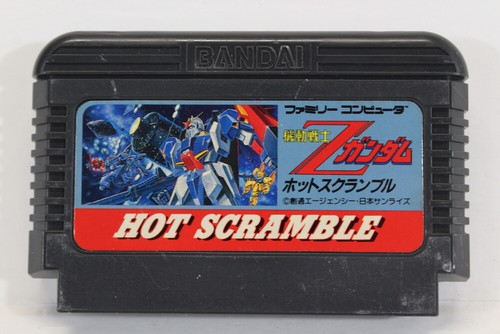 BANDAI
ファミリー コンピュータ
機動戦士
Zガンダム
ホットスクランブル
©創通エージェンシー・日本サンライズ
HOT SCRAMBLE